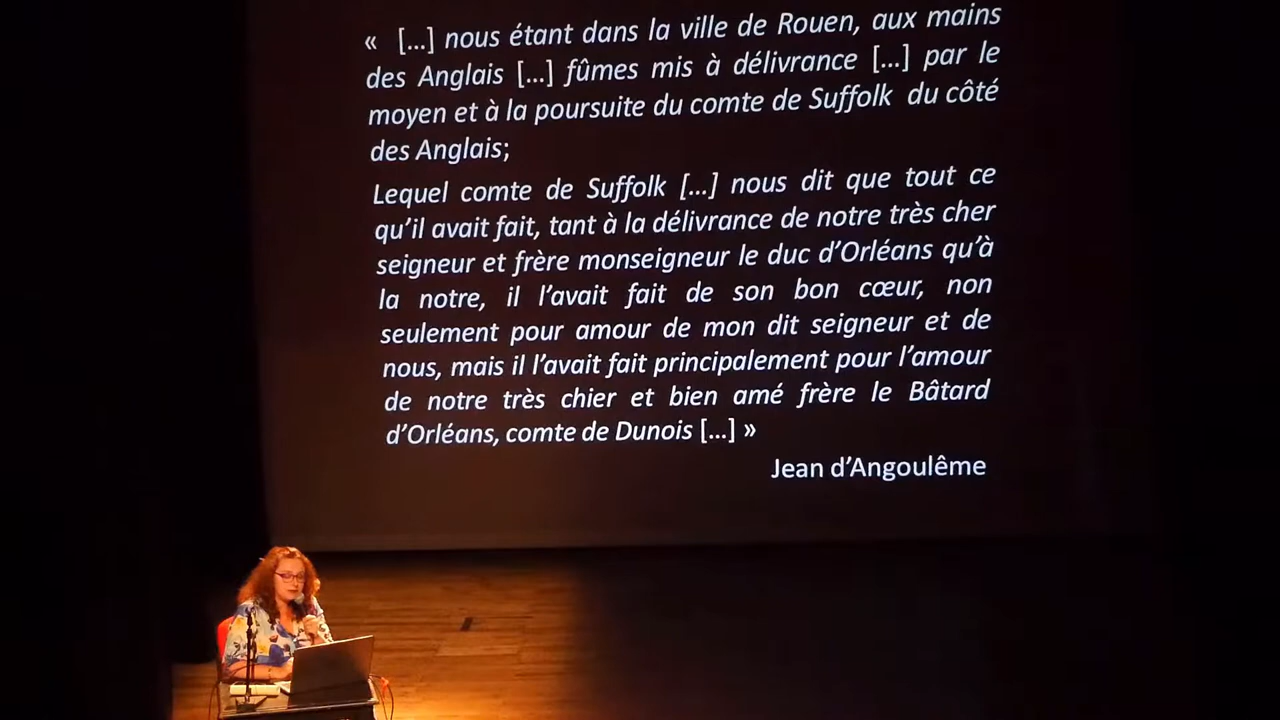 «  […] nous étant dans la ville de Rouen, aux mains
des Anglais […] fûmes mis à délivrance […] par le
moyen et à la poursuite du comte de Suffolk du côté
des Anglais;
Lequel comte de Suffolk […] nous dit que tout ce
qu’il avait fait, tant à la délivrance de notre très cher
seigneur et frère monseigneur le duc d’Orléans qu’à
la notre, il l’avait fait de son bon cœur, non
seulement pour amour de mon dit seigneur et de
nous, mais il l’avait fait principalement pour l’amour
de notre très chier et bien amé frère le Bâtard
d’Orléans, comte de Dunois […] »
Jean d’Angoulême